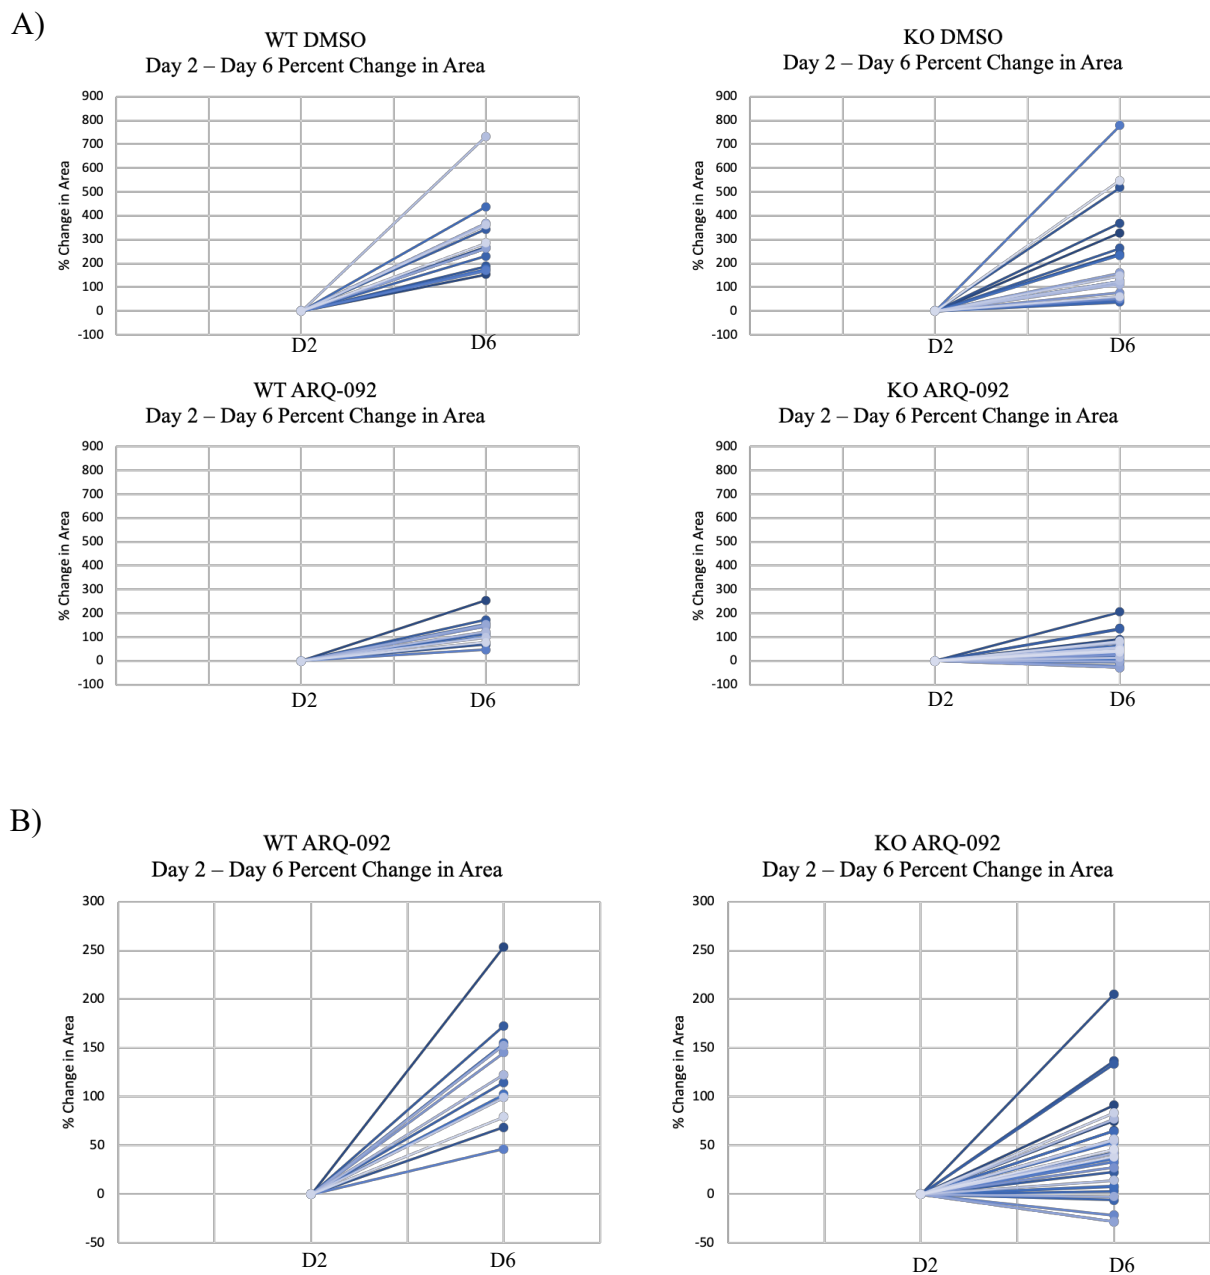 A)
WT DMSO
Day 2 – Day 6 Percent Change in Area
% Change in Area
900
800
700
600
500
400
300
200
100
0
-100
D2
D6
KO DMSO
Day 2 – Day 6 Percent Change in Area
% Change in Area
900
800
700
600
500
400
300
200
100
0
-100
D2
D6
WT ARQ-092
Day 2 – Day 6 Percent Change in Area
% Change in Area
900
800
700
600
500
400
300
200
100
0
-100
D2
D6
KO ARQ-092
Day 2 – Day 6 Percent Change in Area
% Change in Area
900
800
700
600
500
400
300
200
100
0
-100
D2
D6
B)
WT ARQ-092
Day 2 – Day 6 Percent Change in Area
% Change in Area
300
250
200
150
100
50
0
-50
D2
D6
KO ARQ-092
Day 2 – Day 6 Percent Change in Area
% Change in Area
300
250
200
150
100
50
0
-50
D2
D6